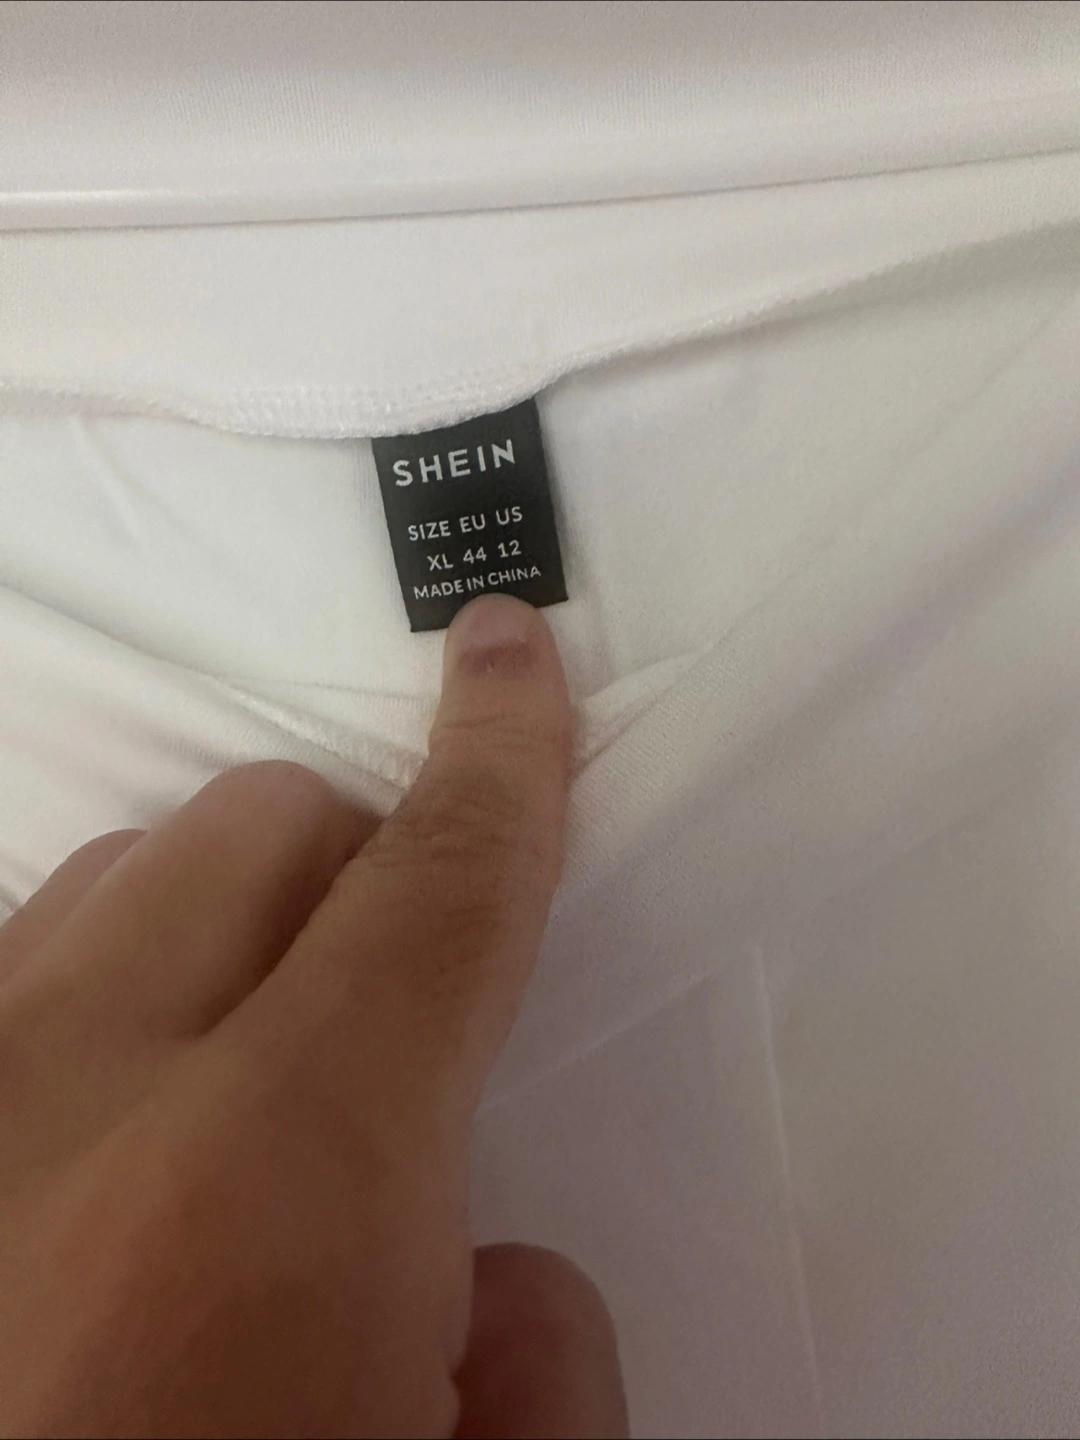 SHEIN
SIZE EU US
XL 44 12
MADE IN CHINA